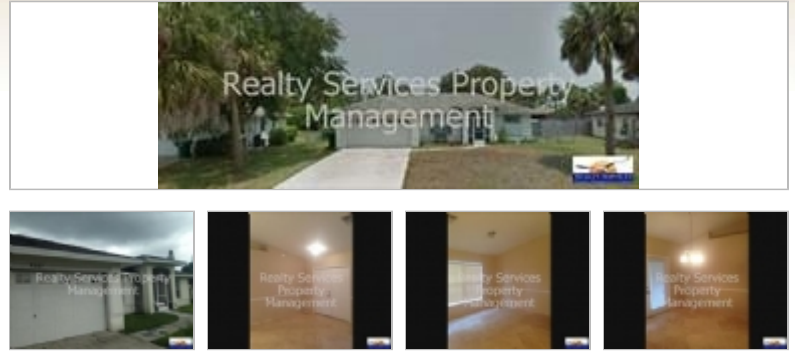 Realty Services Property
Management
Realty Services Property
Management
Realty Services
Property
Management
Realty Services
Property
Management
Realty Services
Property
Management